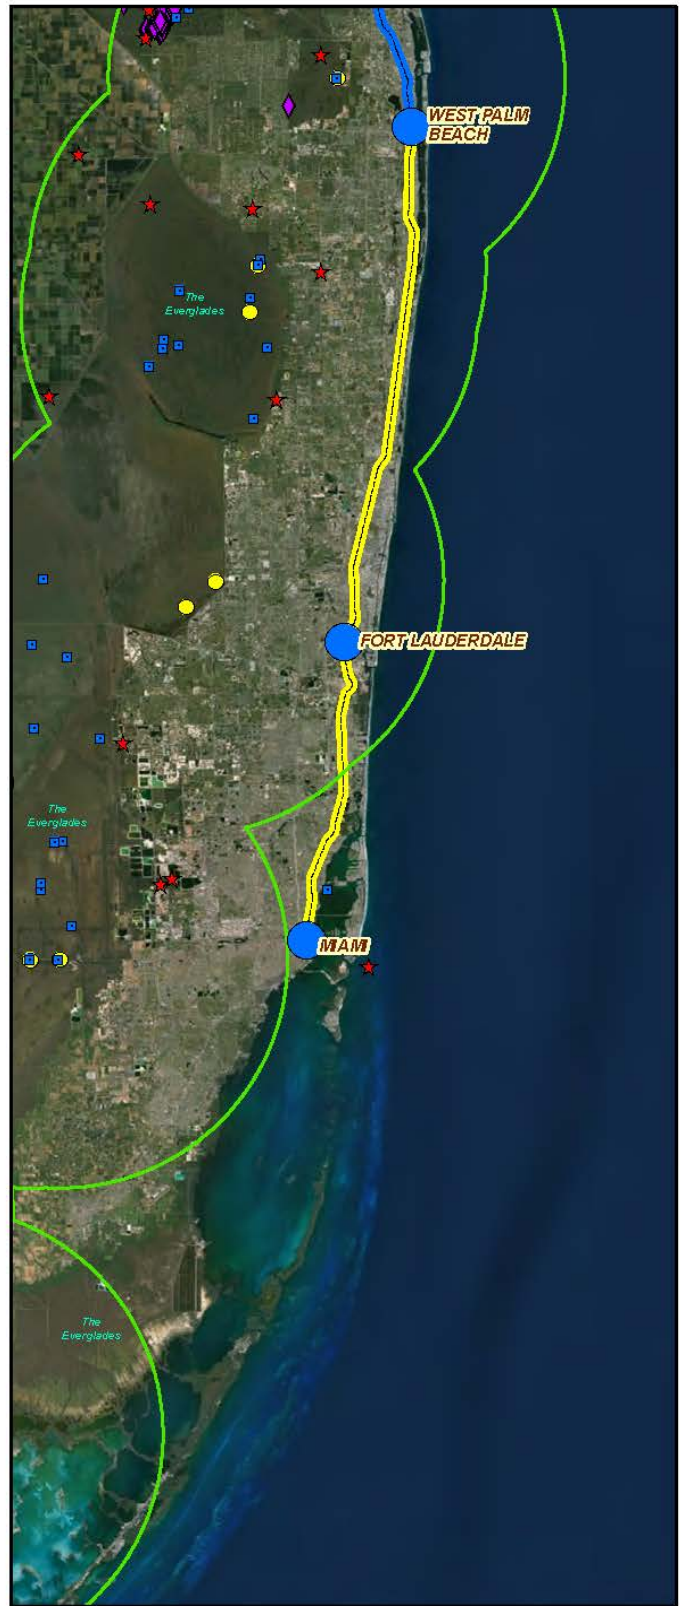 WEST PALM
BEACH
The
Everglades
FORT LAUDERDALE
The
Everglades
MIAMI
The
Everglades